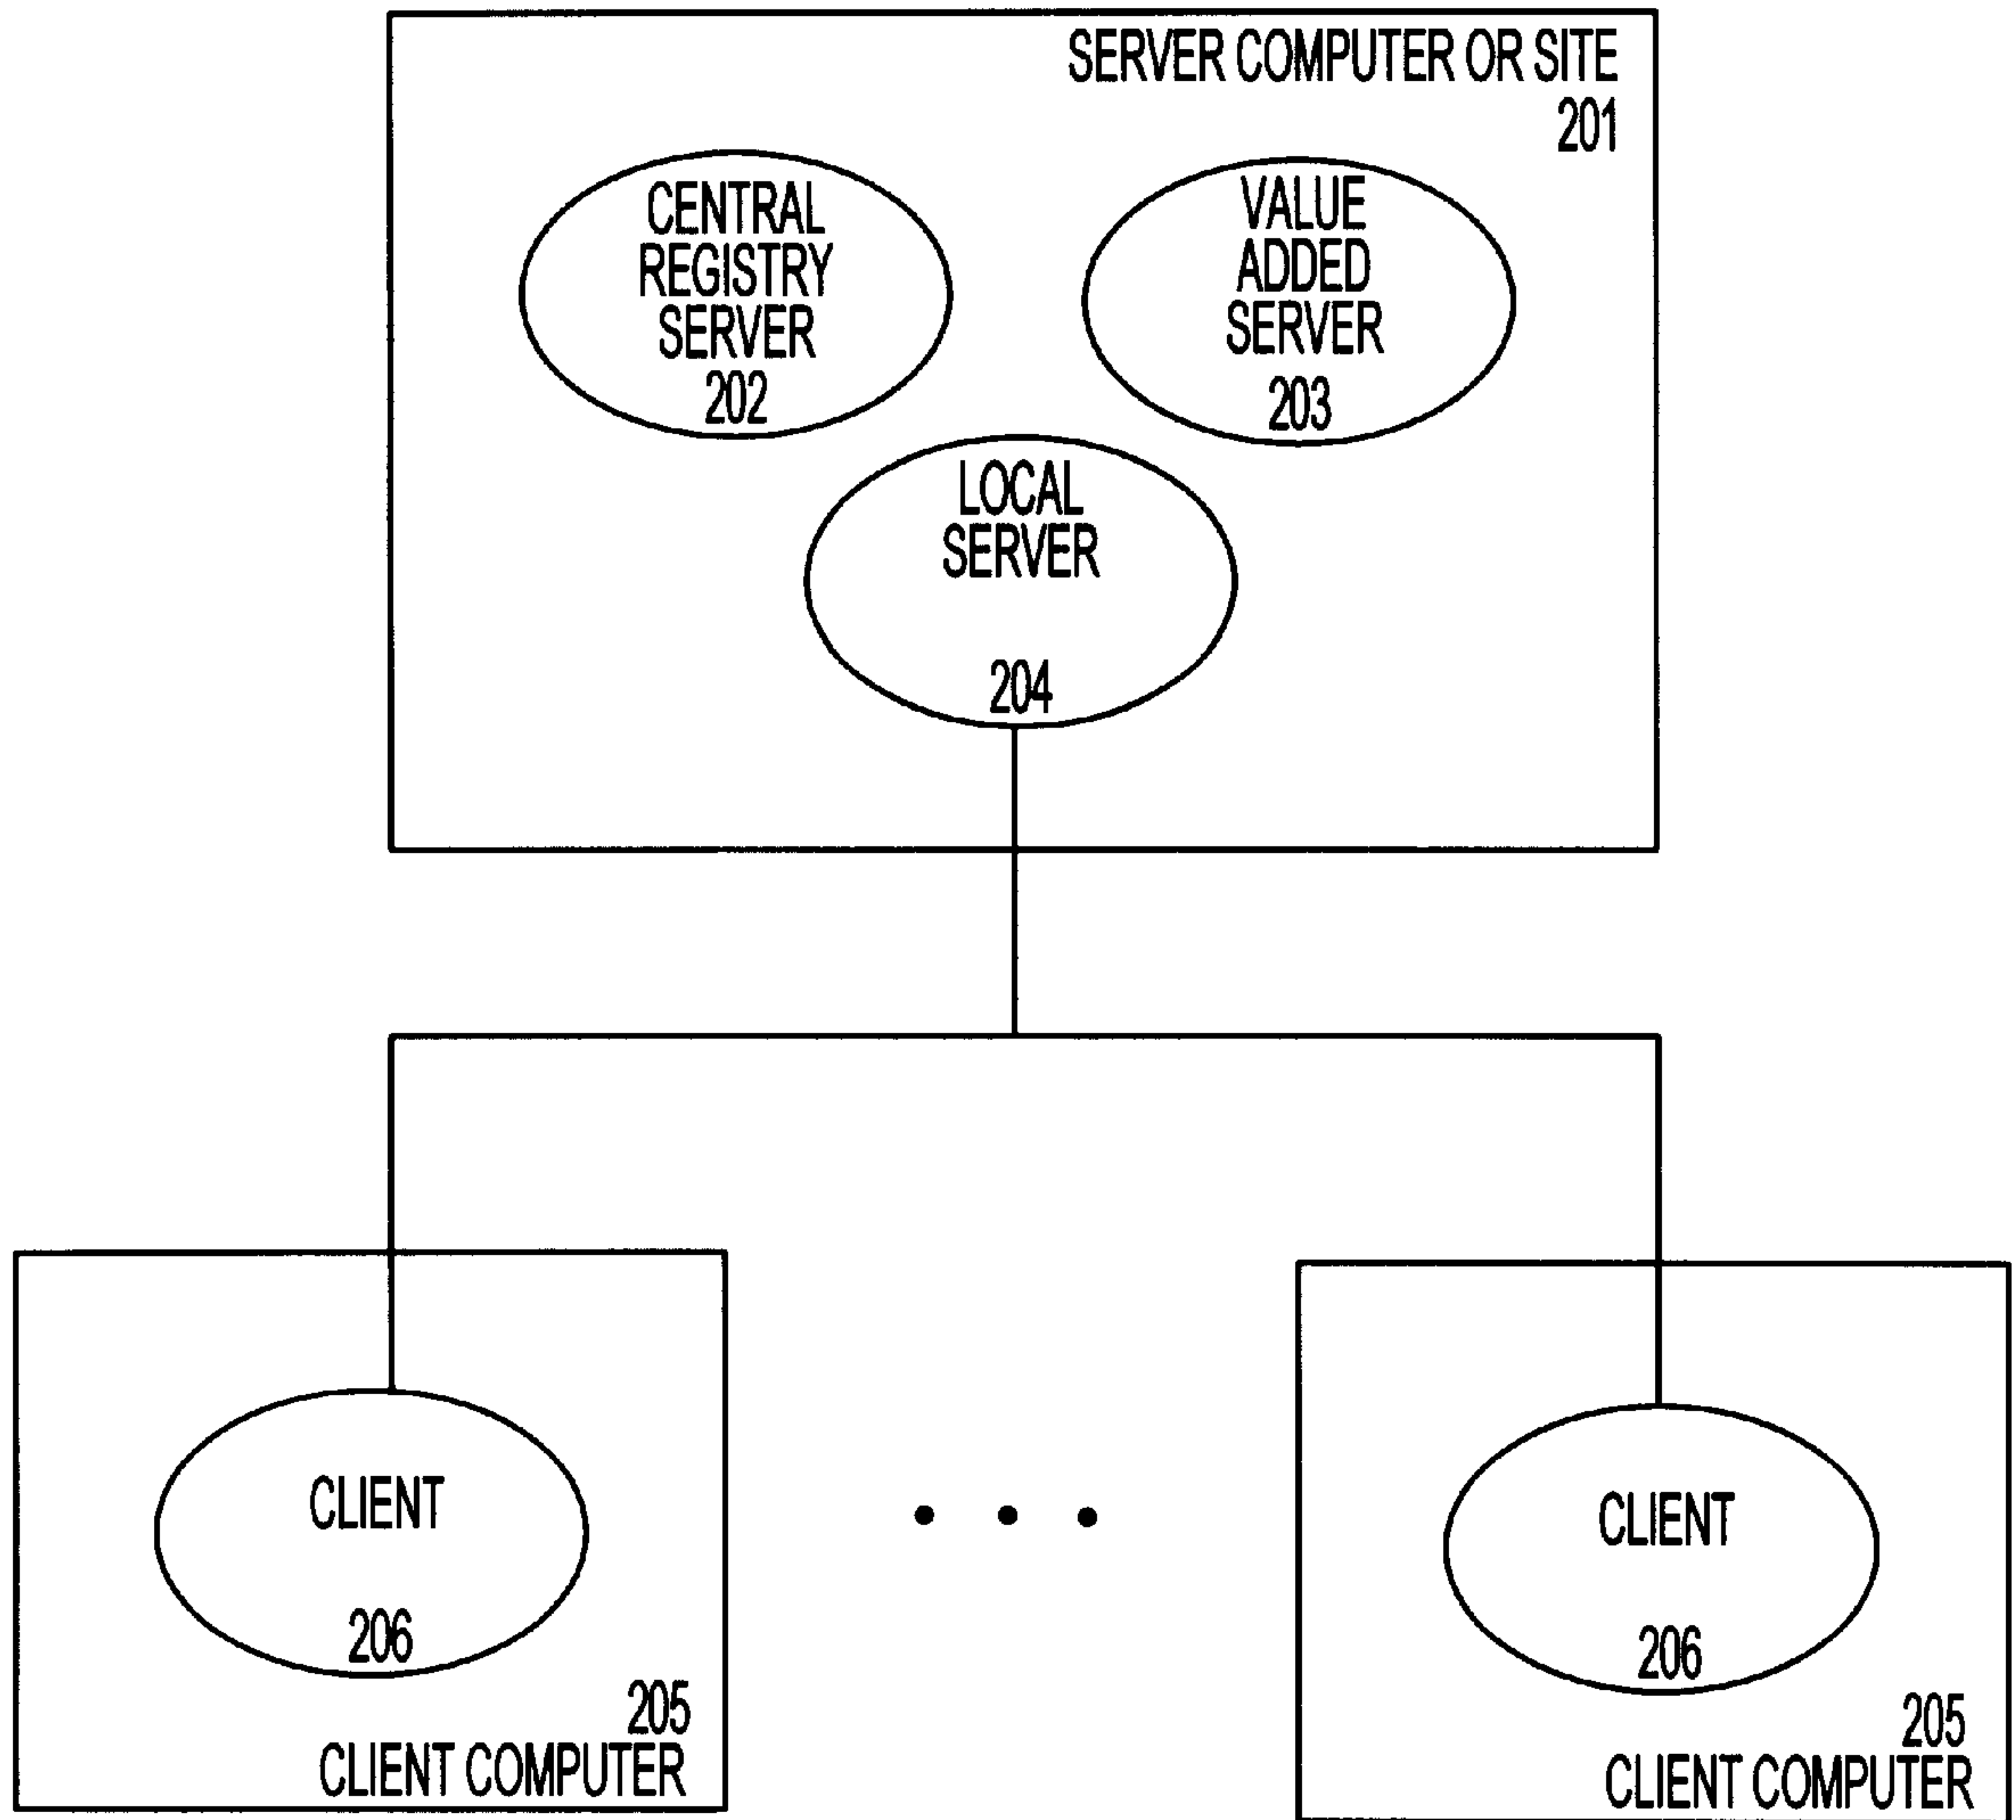 SERVER COMPUTER OR SITE
201
CENTRAL
REGISTRY
SERVER
202
VALUE
ADDED
SERVER
203
LOCAL
SERVER
204
CLIENT
206
205
CLIENT COMPUTER
CLIENT
206
205
CLIENT COMPUTER